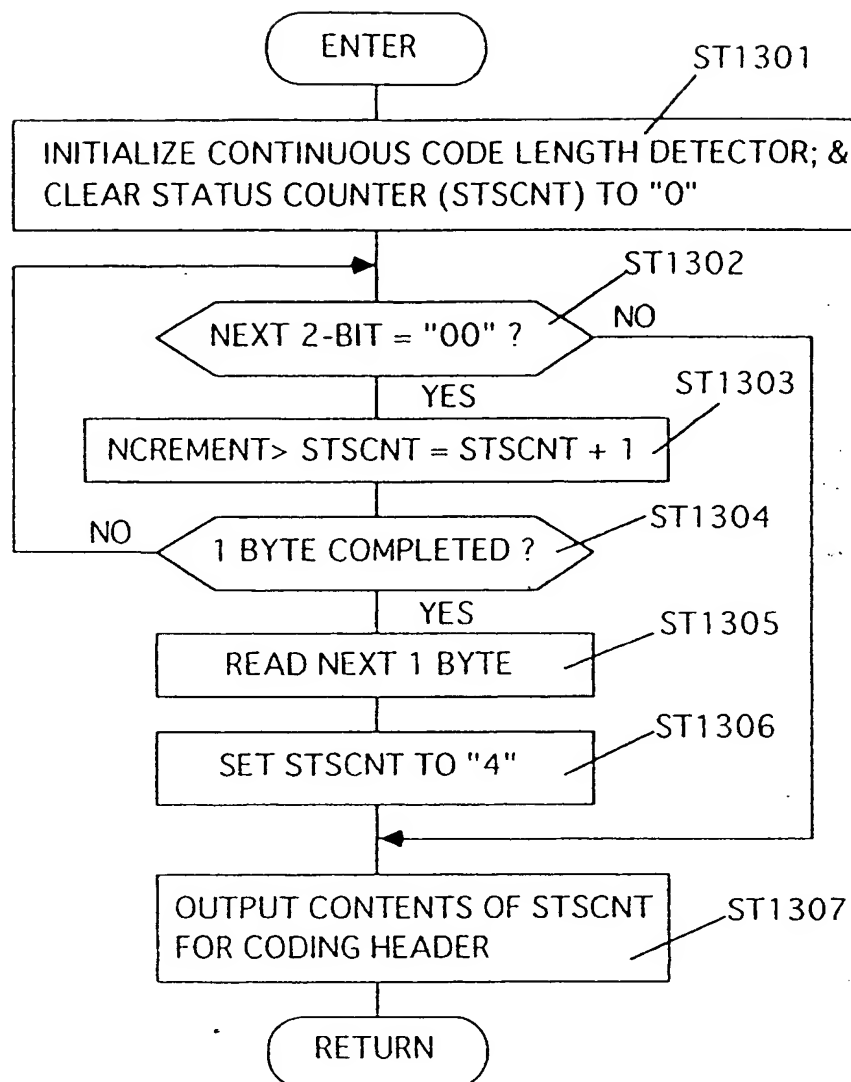 ENTER
ST1301
INITIALIZE CONTINUOUS CODE LENGTH DETECTOR; &
CLEAR STATUS COUNTER (STSCNT) TO "0"
ST1302
NEXT 2-BIT = "00" ?
NO
YES
ST1303
NCREMENT> STSCNT = STSCNT + 1
ST1304
NO
1 BYTE COMPLETED ?
YES
ST1305
READ NEXT 1 BYTE
ST1306
SET STSCNT TO "4"
OUTPUT CONTENTS OF STSCNT
FOR CODING HEADER
ST1307
RETURN